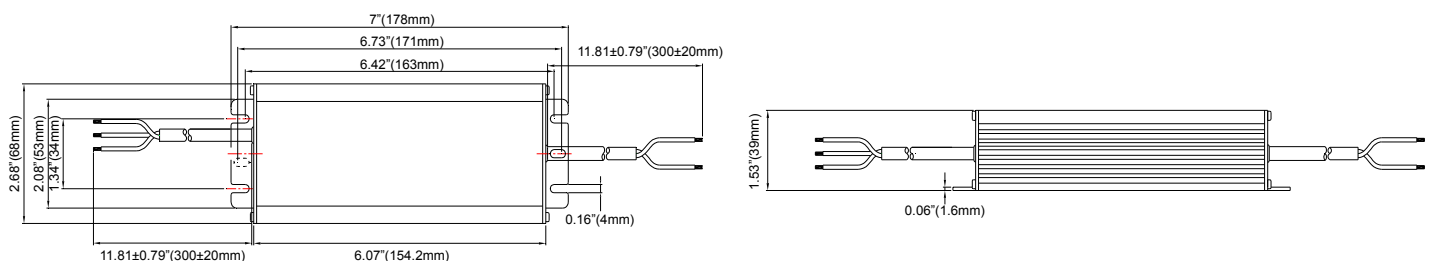 7”(178mm)
6.73”(171mm)
11.81±0.79”(300±20mm)
6.42”(163mm)
2.68”(68mm)
2.08”(53mm)
1.34”(34mm)
0.16”(4mm)
11.81±0.79”(300±20mm)
6.07”(154.2mm)
1.53”(39mm)
0.06”(1.6mm)